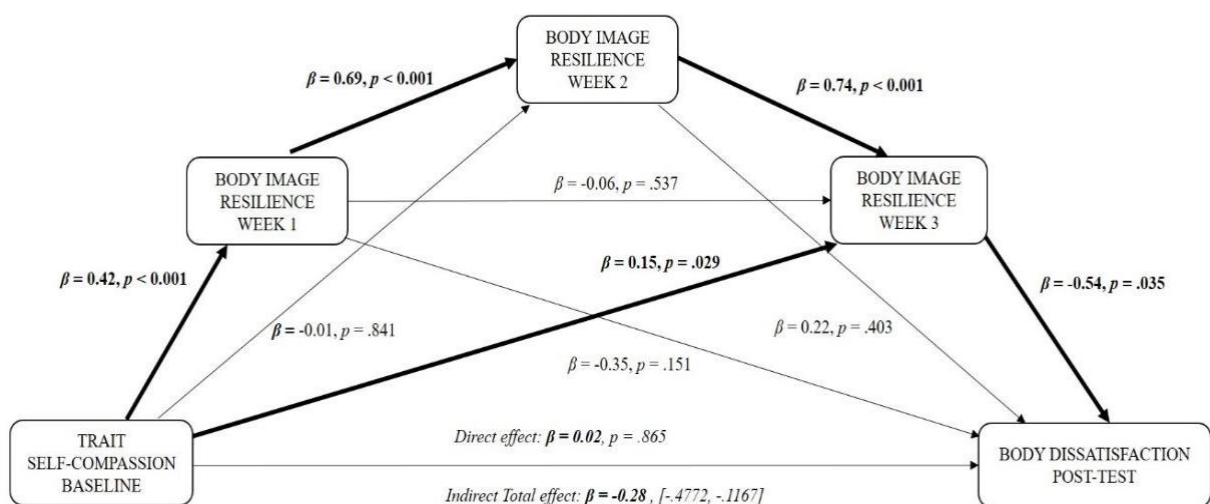 BODY IMAGE
RESILIENCE
WEEK 2
β = 0.69, p < 0.001
β = 0.74, p < 0.001
BODY IMAGE
RESILIENCE
WEEK 1
β = -0.06, p = .537
BODY IMAGE
RESILIENCE
WEEK 3
β = 0.42, p < 0.001
β = 0.15, p = .029
β = -0.54, p = .035
β = -0.01, p = .841
β = 0.22, p = .403
β = -0.35, p = .151
TRAIT
SELF-COMPASSION
BASELINE
Direct effect: β = 0.02, p = .865
BODY DISSATISFACTION
POST-TEST
Indirect Total effect: β = -0.28 , [-.4772, -.1167]